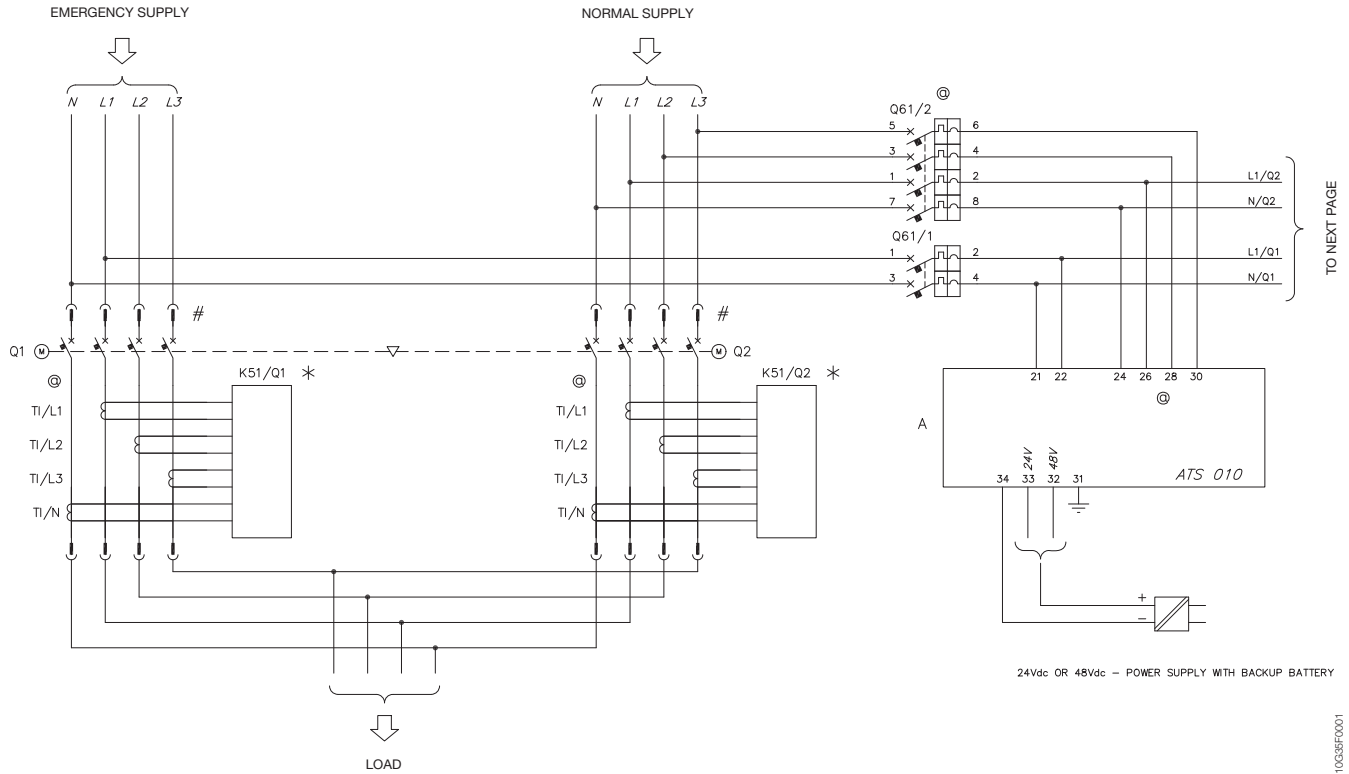 EMERGENCY SUPPLY
NORMAL SUPPLY
N L1 L2 L3
N L1 L2 L3
@
Q61/2
5 6
3 4
1 2 L1/Q2
7 8 N/Q2
Q61/1
1 2 L1/Q1
3 4 N/Q1
TO NEXT PAGE
# #
Q1 M M Q2
@ K51/Q1 * @ K51/Q2 *
TI/L1 TI/L1
TI/L2 TI/L2
TI/L3 TI/L3
TI/N TI/N
21 22 24 26 28 30
@
A
24V 48V
34 33 32 31 ATS 010
+
−
24Vdc OR 48Vdc – POWER SUPPLY WITH BACKUP BATTERY
LOAD
10G35F0001